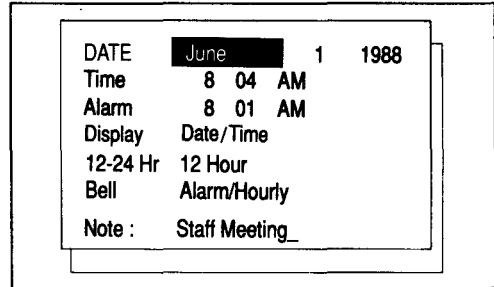 DATE June 1 1988
Time 8 04 AM
Alarm 8 01 AM
Display Date/Time
12-24 Hr 12 Hour
Bell Alarm/Hourly
Note : Staff Meeting_